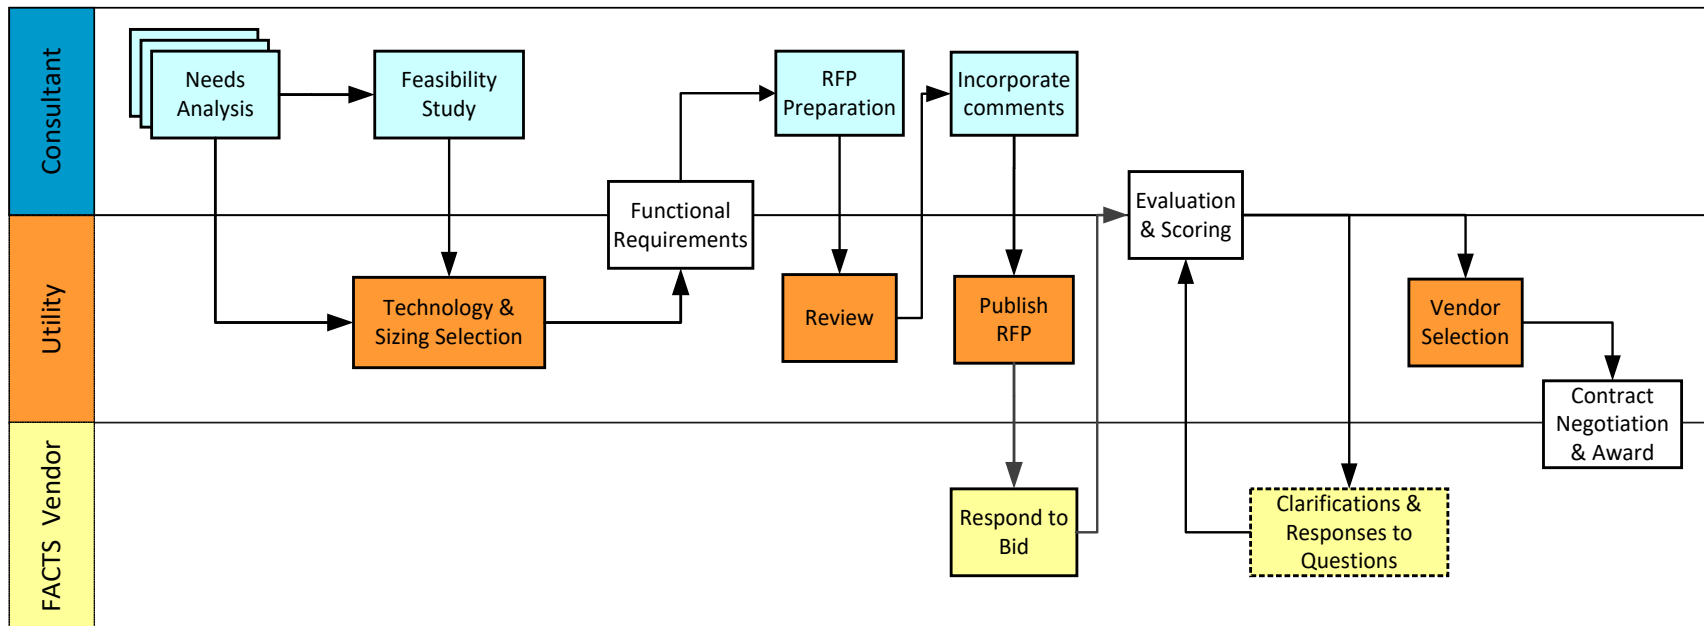 Consultant
Needs
Analysis
Feasibility
Study
RFP
Preparation
Incorporate
comments
Functional
Requirements
Evaluation
& Scoring
Utility
Technology &
Sizing Selection
Review
Publish
RFP
Vendor
Selection
Contract
Negotiation
& Award
FACTS Vendor
Respond to
Bid
Clarifications &
Responses to
Questions